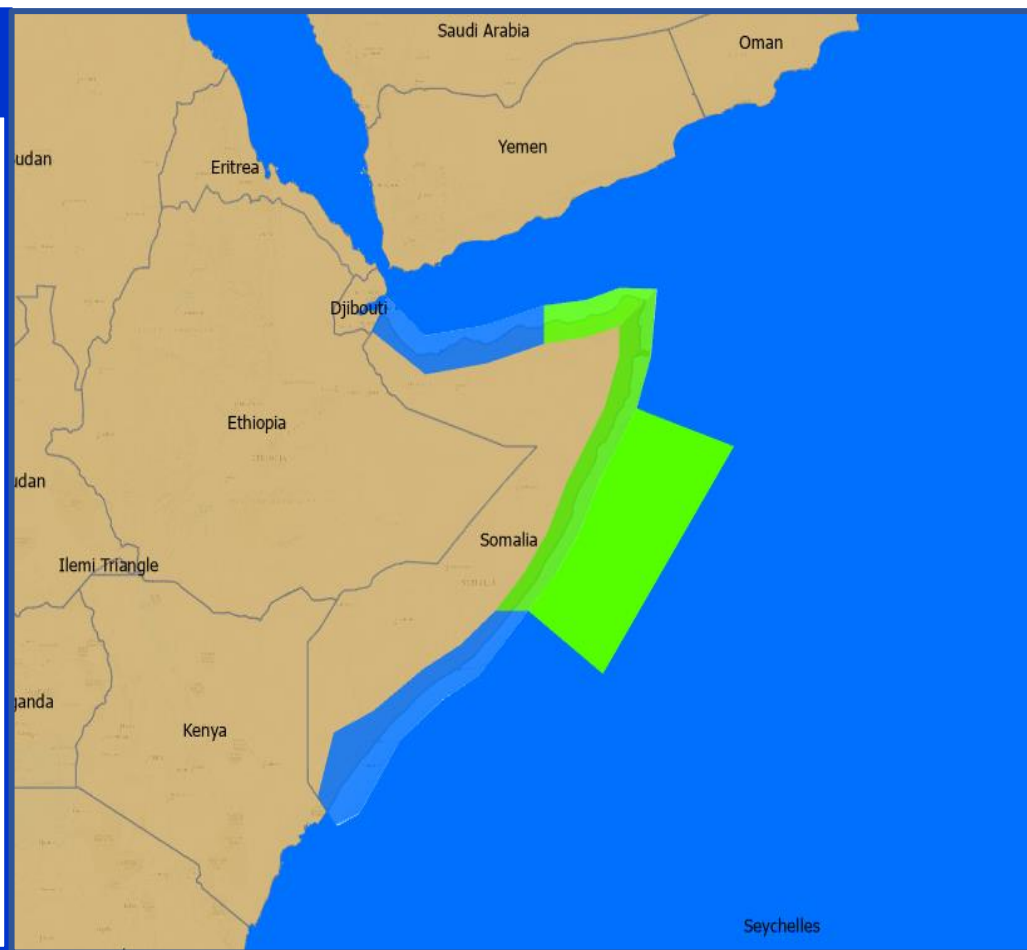 Saudi Arabia
Oman
Yemen
udan
Eritrea
Djibouti
Ethiopia
udan
Somalia
Ilemi Triangle
ganda
Kenya
Seychelles